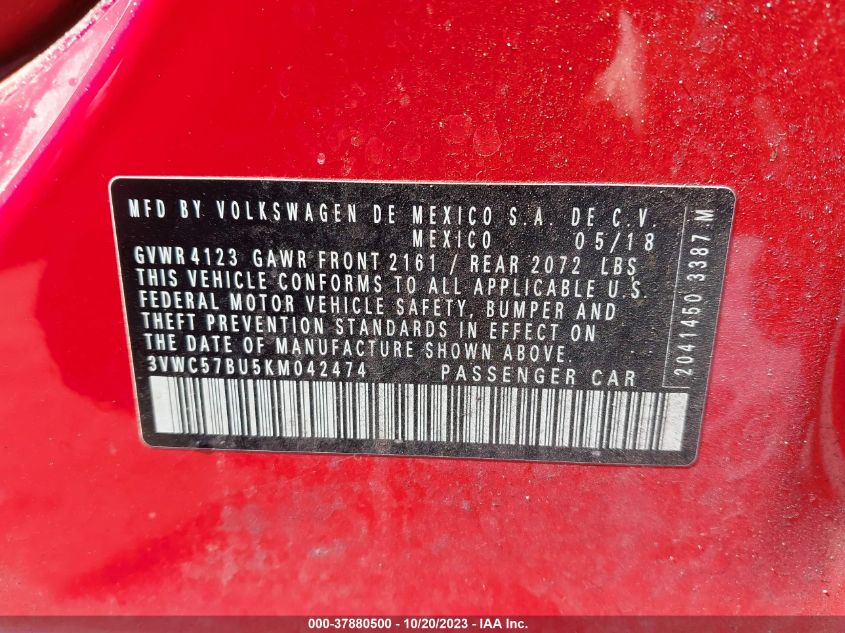 MFD BY VOLKSWAGEN DE MEXICO S.A. DE C.V.
MEXICO 05/18
GVWR 4123 GAWR FRONT 2161 / REAR 2072 LBS
THIS VEHICLE CONFORMS TO ALL APPLICABLE U.S.
FEDERAL MOTOR VEHICLE SAFETY, BUMPER AND
THEFT PREVENTION STANDARDS IN EFFECT ON
THE DATE OF MANUFACTURE SHOWN ABOVE.
3VWC57BU5KM042474 PASSENGER CAR
2041450 3387 M
000-37880500 - 10/20/2023 - IAA Inc.